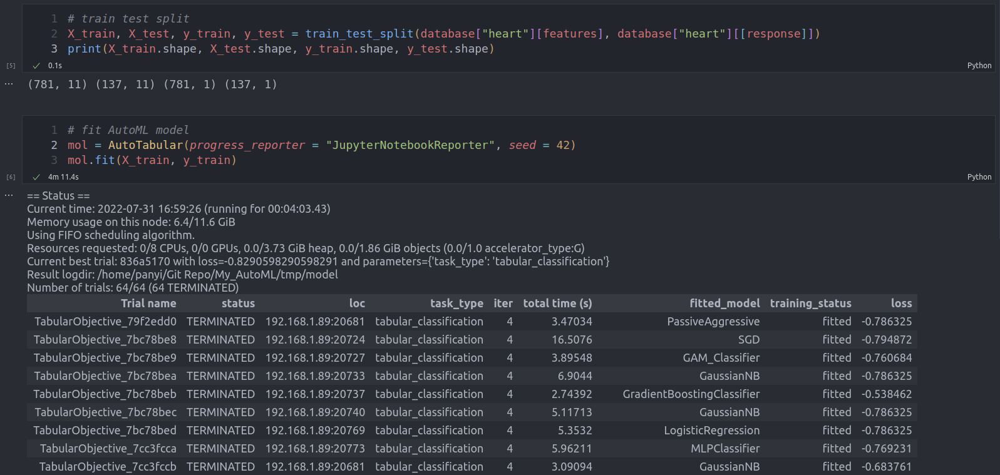 1 # train test split
2 X_train, X_test, y_train, y_test = train_test_split(database["heart"][features], database["heart"][[response]])
3 print(X_train.shape, X_test.shape, y_train.shape, y_test.shape)
[5] ✓ 0.1s Python
... (781, 11) (137, 11) (781, 1) (137, 1)
1 # fit AutoML model
2 mol = AutoTabular(progress_reporter = "JupyterNotebookReporter", seed = 42)
3 mol.fit(X_train, y_train)
[6] ✓ 4m 11.4s Python
... == Status ==
Current time: 2022-07-31 16:59:26 (running for 00:04:03.43)
Memory usage on this node: 6.4/11.6 GiB
Using FIFO scheduling algorithm.
Resources requested: 0/8 CPUs, 0/0 GPUs, 0.0/3.73 GiB heap, 0.0/1.86 GiB objects (0.0/1.0 accelerator_type:G)
Current best trial: 836a5170 with loss=-0.8290598290598291 and parameters={'task_type': 'tabular_classification'}
Result logdir: /home/panyi/Git Repo/My_AutoML/tmp/model
Number of trials: 64/64 (64 TERMINATED)
Trial name status loc task_type iter total time (s) fitted_model training_status loss
TabularObjective_79f2edd0 TERMINATED 192.168.1.89:20681 tabular_classification 4 3.47034 PassiveAggressive fitted -0.786325
TabularObjective_7bc78be8 TERMINATED 192.168.1.89:20724 tabular_classification 4 16.5076 SGD fitted -0.794872
TabularObjective_7bc78be9 TERMINATED 192.168.1.89:20727 tabular_classification 4 3.89548 GAM_Classifier fitted -0.760684
TabularObjective_7bc78bea TERMINATED 192.168.1.89:20733 tabular_classification 4 6.9044 GaussianNB fitted -0.786325
TabularObjective_7bc78beb TERMINATED 192.168.1.89:20737 tabular_classification 4 2.74392 GradientBoostingClassifier fitted -0.538462
TabularObjective_7bc78bec TERMINATED 192.168.1.89:20740 tabular_classification 4 5.11713 GaussianNB fitted -0.786325
TabularObjective_7bc78bed TERMINATED 192.168.1.89:20769 tabular_classification 4 5.3532 LogisticRegression fitted -0.786325
TabularObjective_7cc3fcca TERMINATED 192.168.1.89:20773 tabular_classification 4 5.96211 MLPClassifier fitted -0.769231
TabularObjective_7cc3fccb TERMINATED 192.168.1.89:20681 tabular_classification 4 3.09094 GaussianNB fitted -0.683761